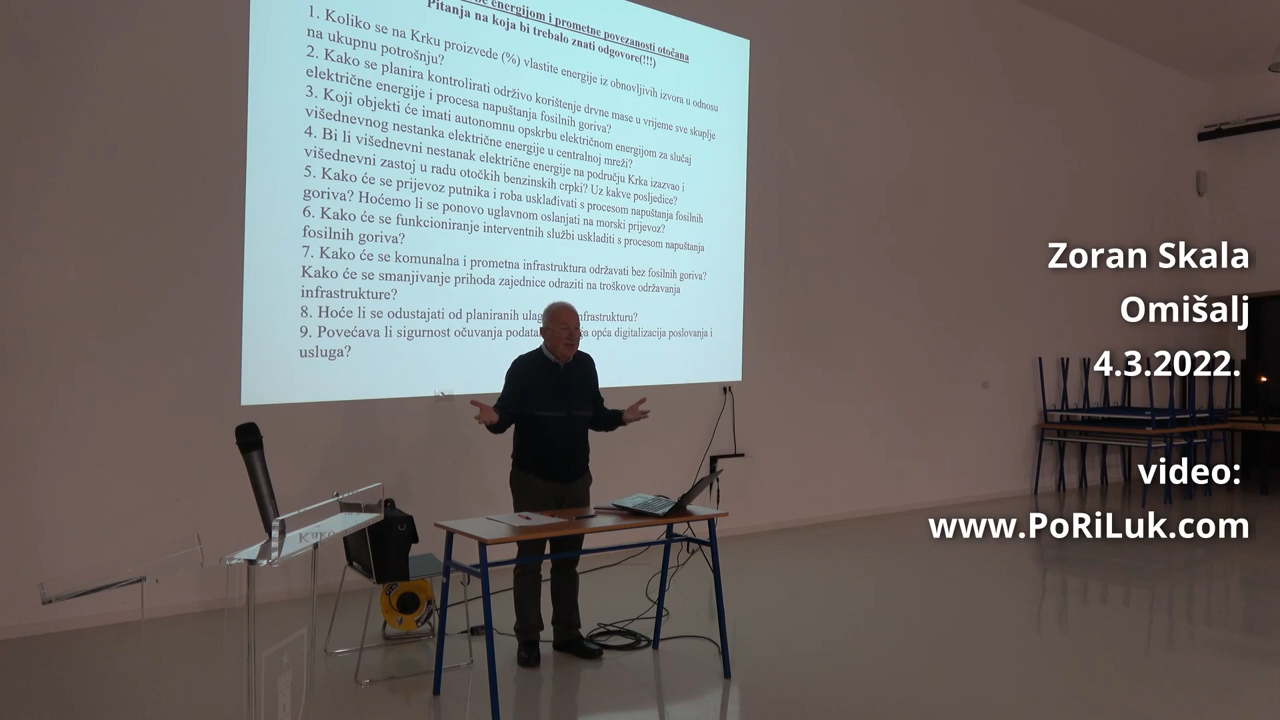 energijom i prometne povezanosti otočana
Pitanja na koja bi trebalo znati odgovore(!!!)
1. Koliko se na Krku proizvede (%) vlastite energije iz obnovljivih izvora u odnosu
na ukupnu potrošnju?
2. Kako se planira kontrolirati održivo korištenje drvne mase u vrijeme sve skuplje
električne energije i procesa napuštanja fosilnih goriva?
3. Koji objekti će imati autonomnu opskrbu električnom energijom za slučaj
višednevnog nestanka električne energije u centralnoj mreži?
4. Bi li višednevni nestanak električne energije na području Krka izazvao i
višednevni zastoj u radu otočkih benzinskih crpki? Uz kakve posljedice?
5. Kako će se prijevoz putnika i roba usklađivati s procesom napuštanja fosilnih
goriva? Hoćemo li se ponovo uglavnom oslanjati na morski prijevoz?
6. Kako će se funkcioniranje interventnih službi uskladiti s procesom napuštanja
fosilnih goriva?
7. Kako će se komunalna i prometna infrastruktura održavati bez fosilnih goriva?
Kako će se smanjivanje prihoda zajednice odraziti na troškove održavanja
infrastrukture?
8. Hoće li se odustajati od planiranih infrastrukturu?
9. Povećava li sigurnost očuvanja opća digitalizacija poslovanja i
usluga?
Zoran Skala
Omišalj
4.3.2022.
video:
www.PoRiLuk.com